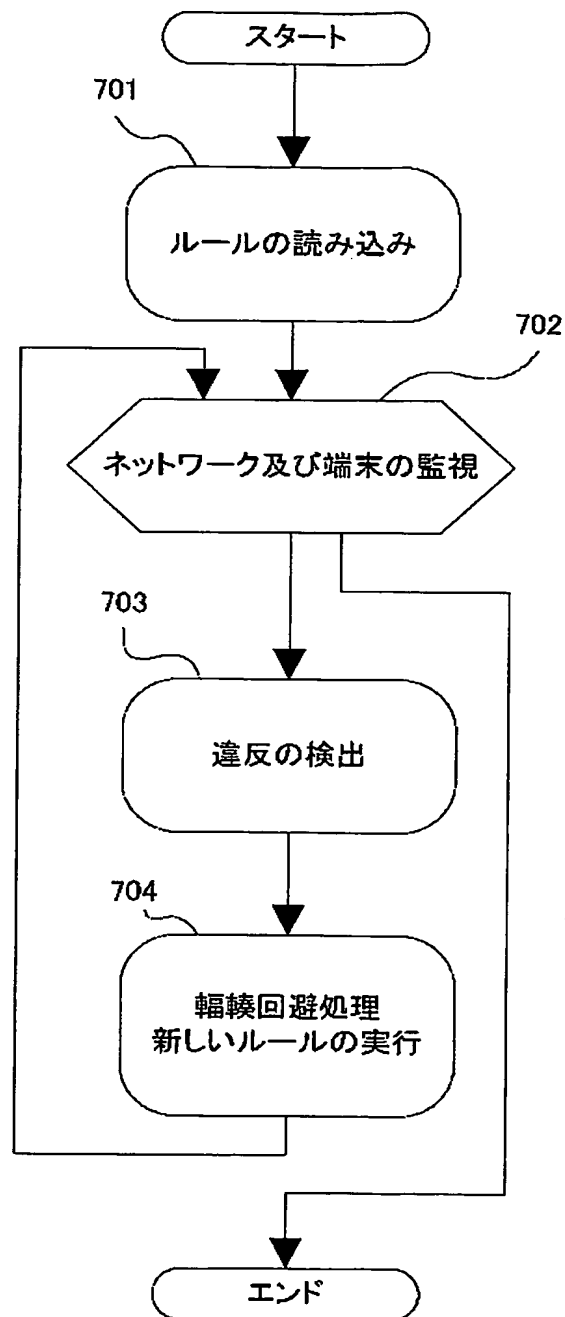 スタート
701
ルールの読み込み
702
ネットワーク及び端末の監視
703
違反の検出
704
輻輳回避処理
新しいルールの実行
エンド